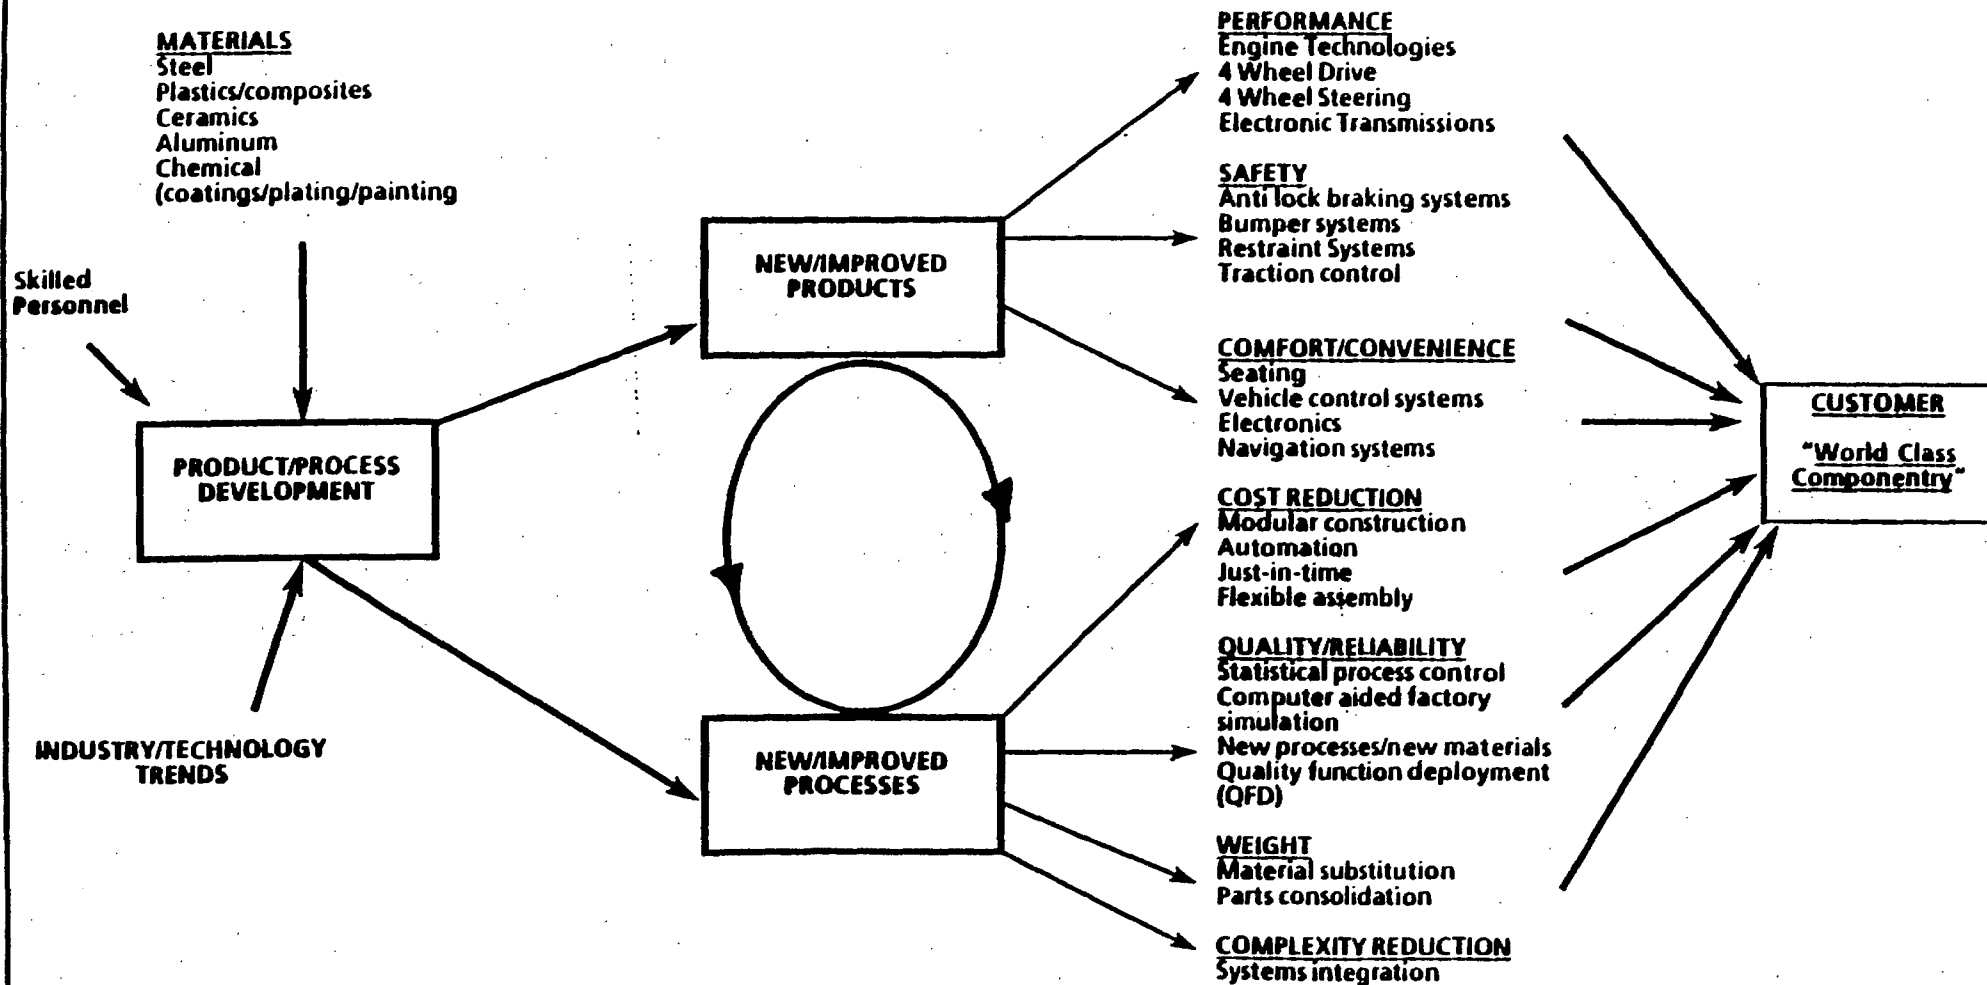 MATERIALS
Steel
Plastics/composites
Ceramics
Aluminum
Chemical
(coatings/plating/painting
Skilled
Personnel
PRODUCT/PROCESS
DEVELOPMENT
INDUSTRY/TECHNOLOGY
TRENDS
NEW/IMPROVED
PRODUCTS
NEW/IMPROVED
PROCESSES
PERFORMANCE
Engine Technologies
4 Wheel Drive
4 Wheel Steering
Electronic Transmissions
SAFETY
Anti lock braking systems
Bumper systems
Restraint Systems
Traction control
COMFORT/CONVENIENCE
Seating
Vehicle control systems
Electronics
Navigation systems
COST REDUCTION
Modular construction
Automation
Just-in-time
Flexible assembly
QUALITY/RELIABILITY
Statistical process control
Computer aided factory
simulation
New processes/new materials
Quality function deployment
(QFD)
WEIGHT
Material substitution
Parts consolidation
COMPLEXITY REDUCTION
Systems integration
CUSTOMER
"World Class
Componentry"